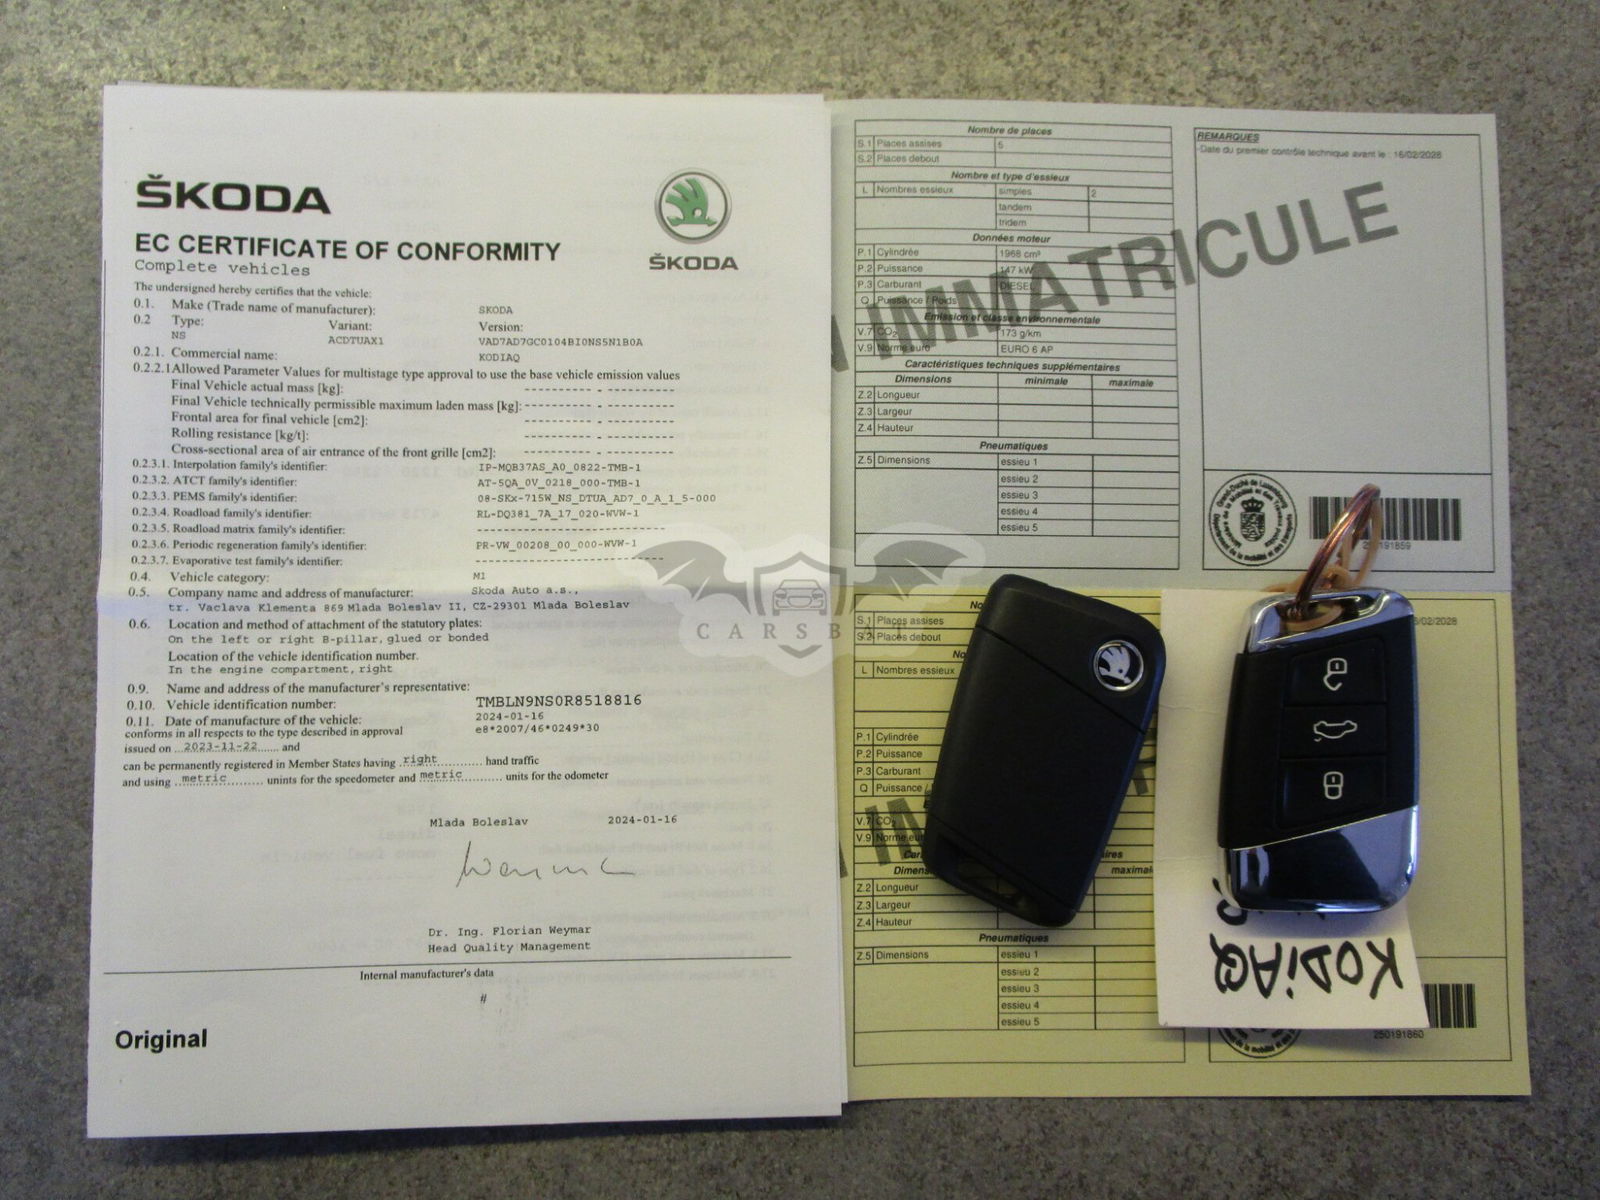 ŠKODA
ŠKODA
EC CERTIFICATE OF CONFORMITY
Complete vehicles
The undersigned hereby certifies that the vehicle:
0.1. Make (Trade name of manufacturer): SKODA
0.2 Type: Variant: Version:
NS ACDTUAX1 VAD7AD7GC0104BI0NS5N1B0A
0.2.1. Commercial name: KODIAQ
0.2.2.1 Allowed Parameter Values for multistage type approval to use the base vehicle emission values
Final Vehicle actual mass [kg]: ---------- - ----------
Final Vehicle technically permissible maximum laden mass [kg]: ---------- - ----------
Frontal area for final vehicle [cm2]: ---------- - ----------
Rolling resistance [kg/t]: ---------- - ----------
Cross-sectional area of air entrance of the front grille [cm2]: ---------- - ----------
0.2.3.1. Interpolation family's identifier: IP-MQB37AS_A0_0822-TMB-1
0.2.3.2. ATCT family's identifier: AT-5QA_0V_0218_000-TMB-1
0.2.3.3. PEMS family's identifier: 08-SKx-715W_NS_DTUA_AD7_0_A_1_5-000
0.2.3.4. Roadload family's identifier: RL-DQ381_7A_17_020-WVW-1
0.2.3.5. Roadload matrix family's identifier: -------------------------
0.2.3.6. Periodic regeneration family's identifier: PR-VW_00208_00_000-WVW-1
0.2.3.7. Evaporative test family's identifier: -------------------------
0.4. Vehicle category: M1
0.5. Company name and address of manufacturer: Skoda Auto a.s.,
tr. Vaclava Klementa 869 Mlada Boleslav II, CZ-29301 Mlada Boleslav
0.6. Location and method of attachment of the statutory plates:
On the left or right B-pillar, glued or bonded
Location of the vehicle identification number.
In the engine compartment, right
0.9. Name and address of the manufacturer's representative:
0.10. Vehicle identification number: TMBLN9NS0R8518816
0.11. Date of manufacture of the vehicle: 2024-01-16
conforms in all respects to the type described in approval e8*2007/46*0249*30
issued on 2023-11-22 and
can be permanently registered in Member States having right hand traffic
and using metric unints for the speedometer and metric units for the odometer
Mlada Boleslav 2024-01-16
Dr. Ing. Florian Weymar
Head Quality Management
Internal manufacturer's data
#
Original
Nombre de places
S.1 Places assises 5
S.2 Places debout
Nombre et type d'essieux
L Nombres essieux simples 2
tandem
tridem
Données moteur
P.1 Cylindrée 1968 cm³
P.2 Puissance 147 kW
P.3 Carburant DIESEL
Q Puissance / Poids
Emission et classe environnementale
V.7 CO2 173 g/km
V.9 Norme euro EURO 6 AP
Caractéristiques techniques supplémentaires
Dimensions minimale maximale
Z.2 Longueur
Z.3 Largeur
Z.4 Hauteur
Pneumatiques
Z.5 Dimensions essieu 1
essieu 2
essieu 3
essieu 4
essieu 5
IMMATRICULE
REMARQUES
-Date du premier contrôle technique avant le : 16/02/2028
Grand-Duché de Luxembourg
250191859
CARSBAT
S.1 Places assises
S.2 Places debout
L Nombres essieux
P.1 Cylindrée
P.2 Puissance
P.3 Carburant
Q Puissance /
V.7 CO2
V.9 Norme eur
Z.2 Longueur
Z.3 Largeur
Z.4 Hauteur
Pneumatiques
Z.5 Dimensions essieu 1
essieu 2
essieu 3
essieu 4
essieu 5
KODiAQ
250191860